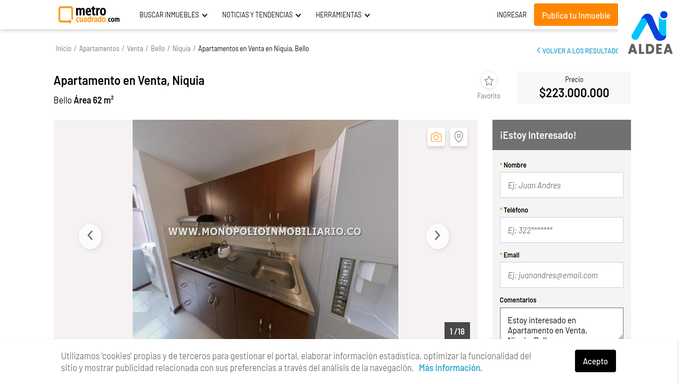 metro
cuadrado.com
BUSCAR INMUEBLES
NOTICIAS Y TENDENCIAS
HERRAMIENTAS
INGRESAR
Publica tu Inmueble
ALDEA
Inicio / Apartamentos / Venta / Bello / Niquia / Apartamentos en Venta en Niquia, Bello
VOLVER A LOS RESULTADO
Apartamento en Venta, Niquia
Bello Área 62 m²
Favorito
Precio
$223.000.000
WWW.MONOPOLIOINMOBILIARIO.CO
1 / 18
¡Estoy Interesado!
* Nombre
Ej: Juan Andres
* Teléfono
Ej: 322*******
* Email
Ej: juanandres@email.com
Comentarios
Estoy interesado en
Apartamento en Venta,
Utilizamos 'cookies' propias y de terceros para gestionar el portal, elaborar información estadística, optimizar la funcionalidad del
sitio y mostrar publicidad relacionada con sus preferencias a través del análisis de la navegación. Más Información.
Acepto